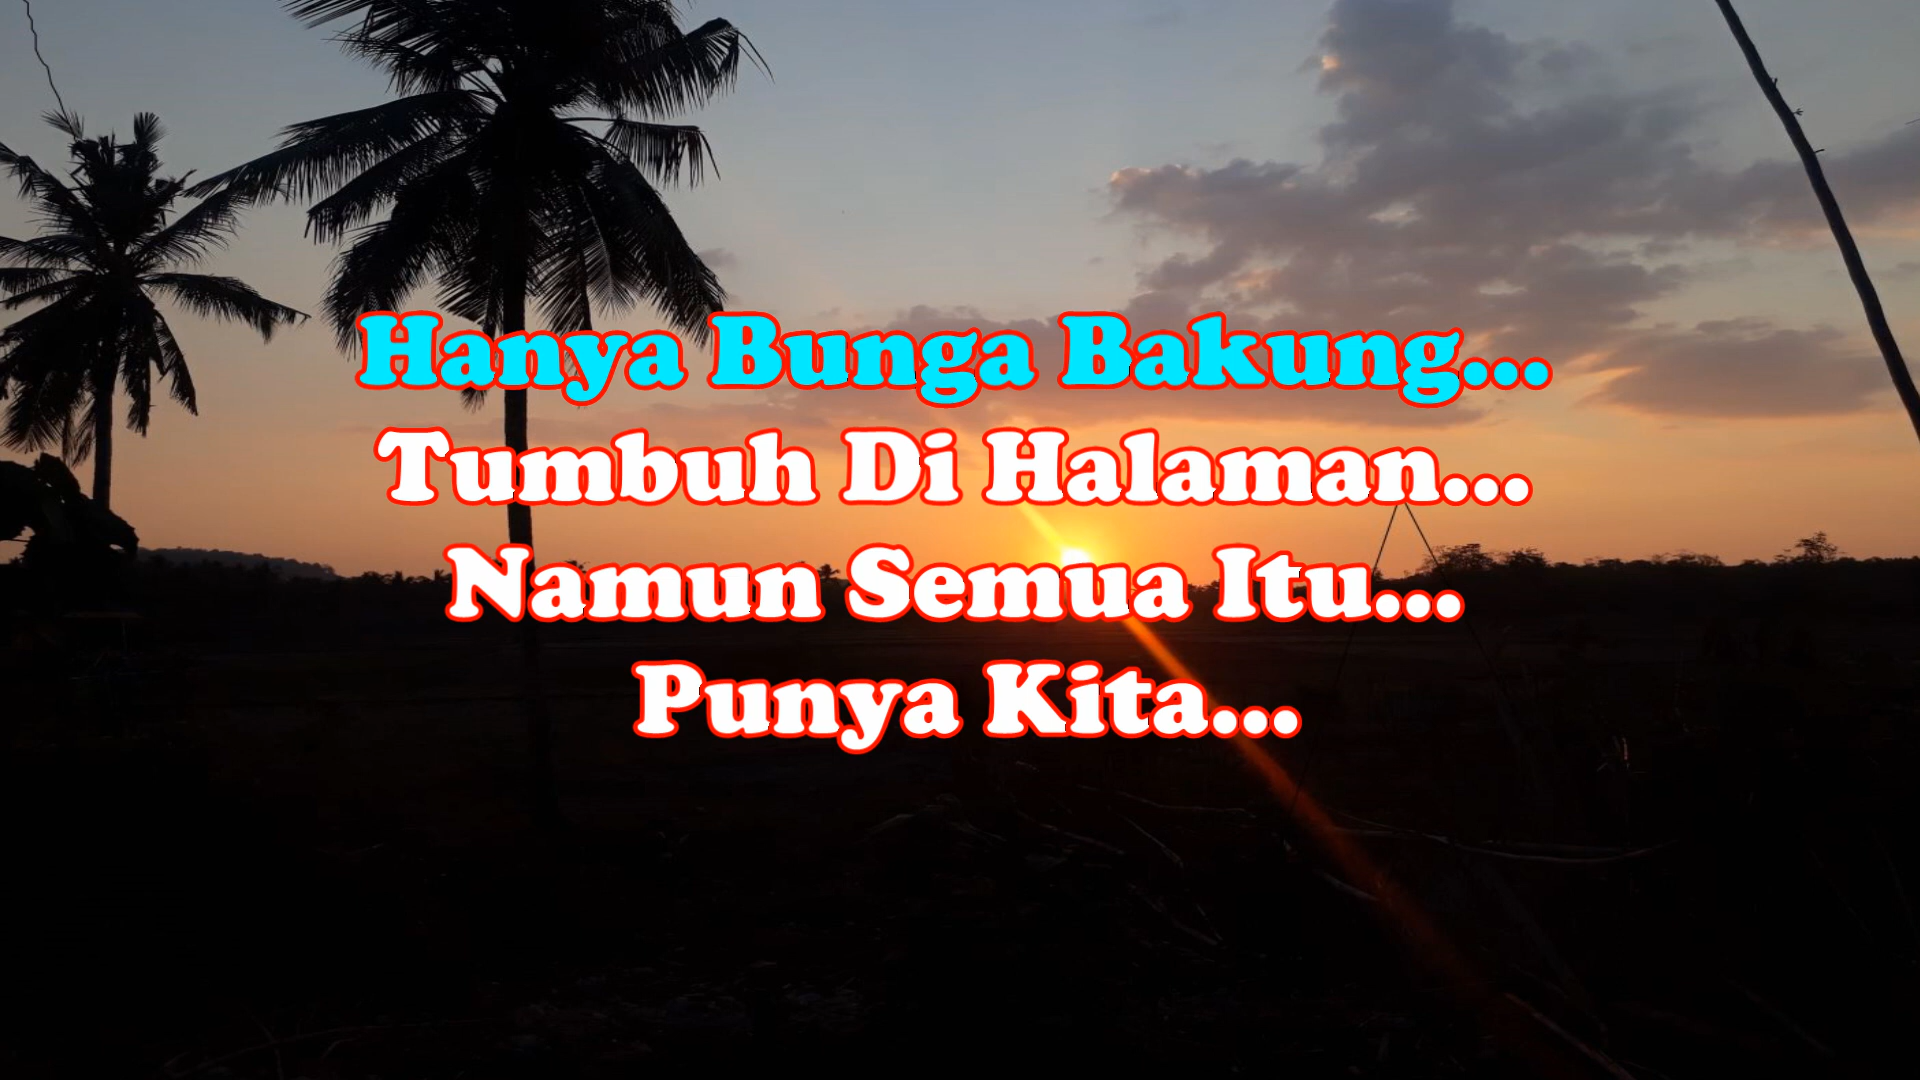 Hanya Bunga Bakung...
Tumbuh Di Halaman...
Namun Semua Itu...
Punya Kita...